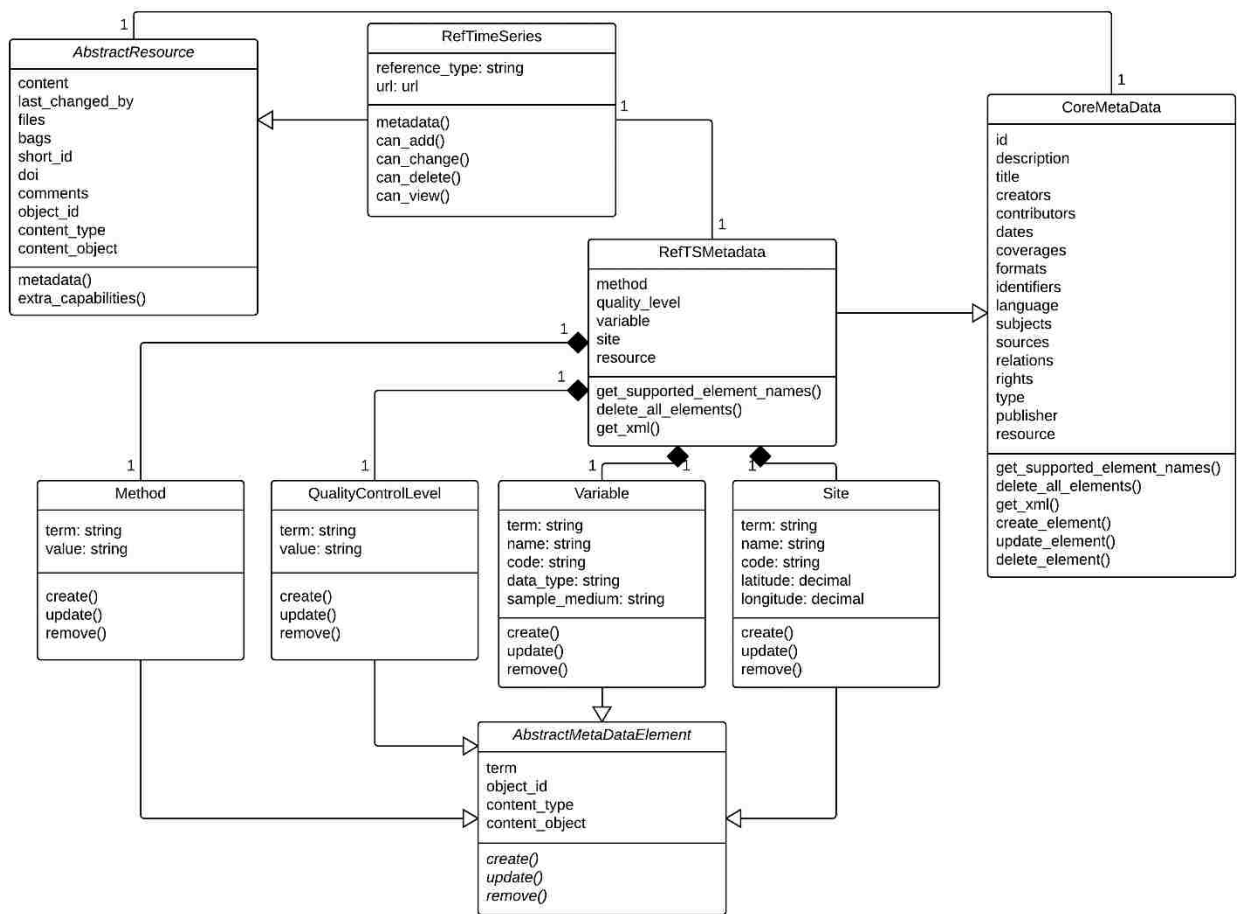 1
AbstractResource
content
last_changed_by
files
bags
short_id
doi
comments
object_id
content_type
content_object
metadata()
extra_capabilities()
RefTimeSeries
reference_type: string
url: url
metadata()
can_add()
can_change()
can_delete()
can_view()
1
1
1
CoreMetaData
id
description
title
creators
contributors
dates
coverages
formats
identifiers
language
subjects
sources
relations
rights
type
publisher
resource
get_supported_element_names()
delete_all_elements()
get_xml()
create_element()
update_element()
delete_element()
RefTSMetadata
method
quality_level
variable
site
resource
get_supported_element_names()
delete_all_elements()
get_xml()
1
1
1
1
1
1
1
1
Method
term: string
value: string
create()
update()
remove()
QualityControlLevel
term: string
value: string
create()
update()
remove()
Variable
term: string
name: string
code: string
data_type: string
sample_medium: string
create()
update()
remove()
Site
term: string
name: string
code: string
latitude: decimal
longitude: decimal
create()
update()
remove()
AbstractMetaDataElement
term
object_id
content_type
content_object
create()
update()
remove()